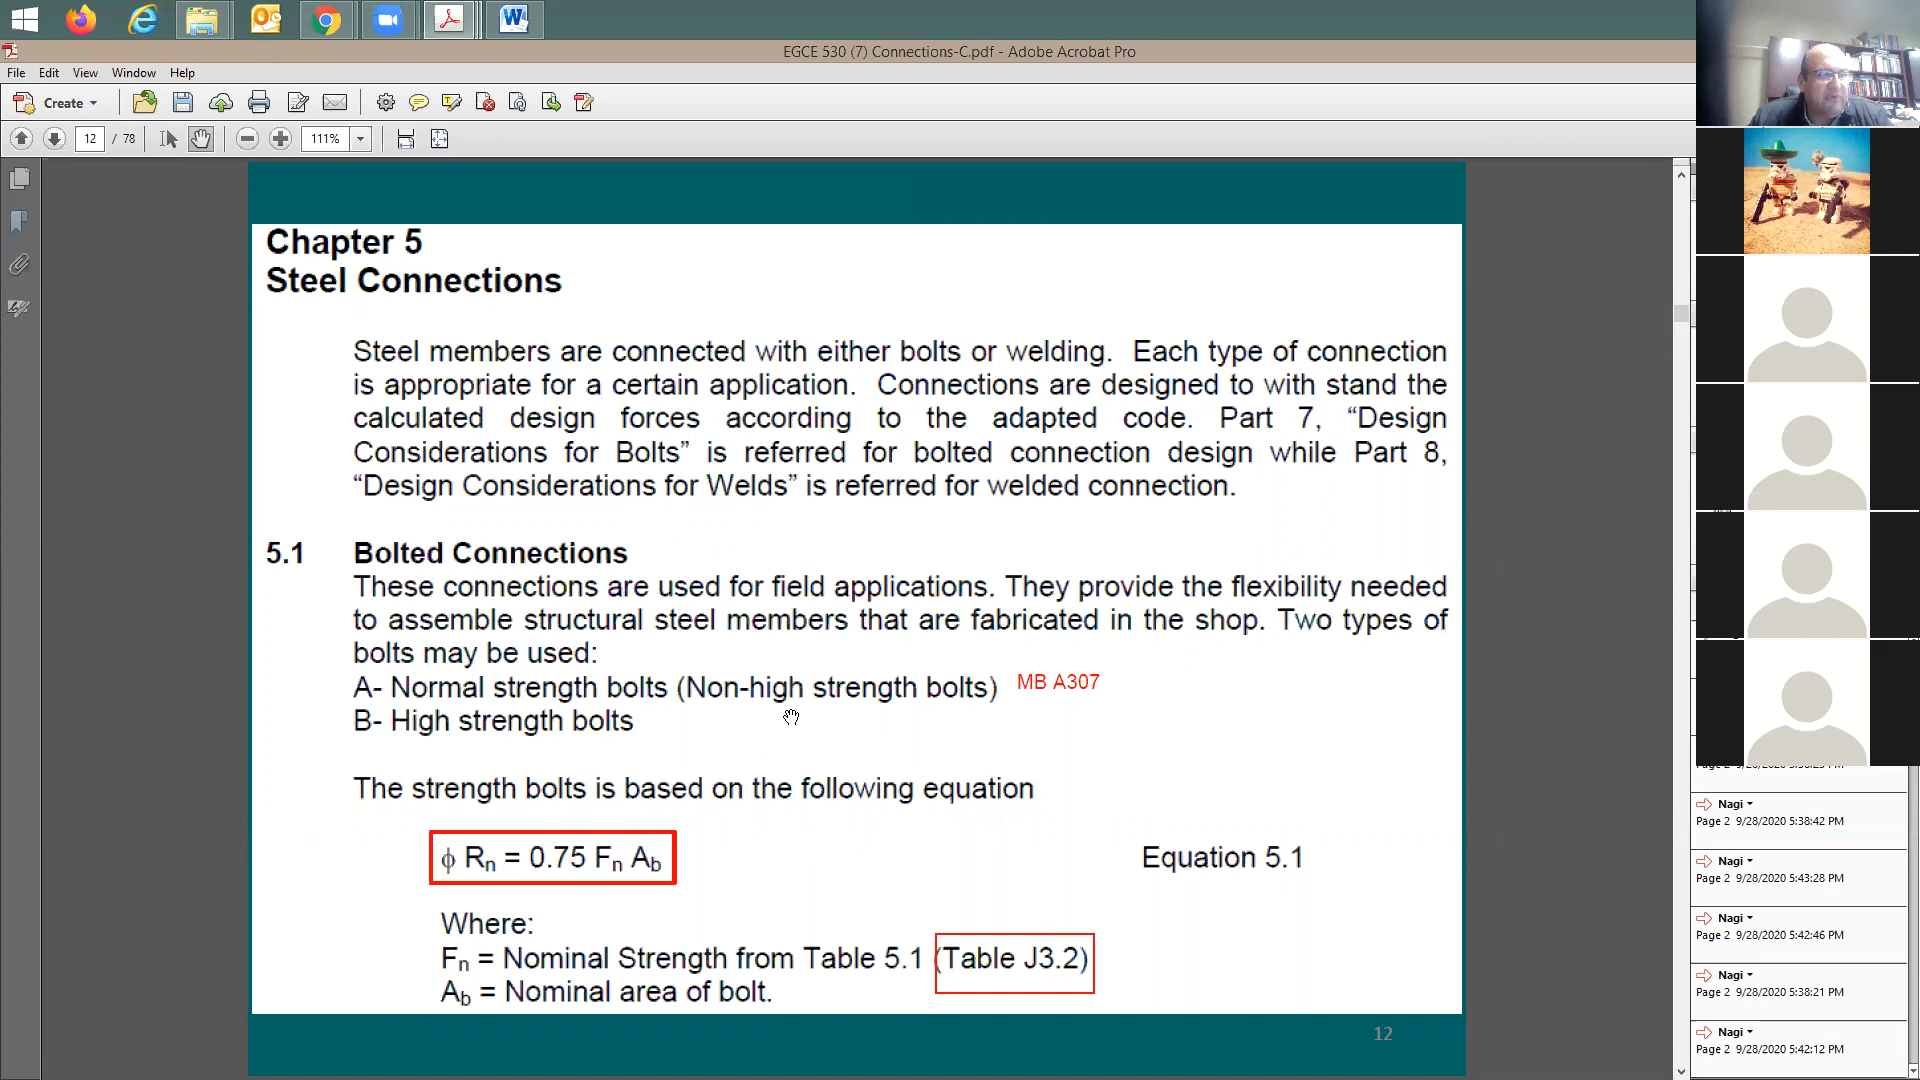 EGCE 530 (7) Connections-C.pdf - Adobe Acrobat Pro
File Edit View Window Help
Create
12 / 78 111%
Chapter 5
Steel Connections
Steel members are connected with either bolts or welding. Each type of connection
is appropriate for a certain application. Connections are designed to with stand the
calculated design forces according to the adapted code. Part 7, “Design
Considerations for Bolts” is referred for bolted connection design while Part 8,
“Design Considerations for Welds” is referred for welded connection.
5.1 Bolted Connections
These connections are used for field applications. They provide the flexibility needed
to assemble structural steel members that are fabricated in the shop. Two types of
bolts may be used:
A- Normal strength bolts (Non-high strength bolts) MB A307
B- High strength bolts
The strength bolts is based on the following equation
ϕ Rn = 0.75 Fn Ab Equation 5.1
Where:
Fn = Nominal Strength from Table 5.1 (Table J3.2)
Ab = Nominal area of bolt.
12
Nagi
Page 2 9/28/2020 5:38:42 PM
Nagi
Page 2 9/28/2020 5:43:28 PM
Nagi
Page 2 9/28/2020 5:42:46 PM
Nagi
Page 2 9/28/2020 5:38:21 PM
Nagi
Page 2 9/28/2020 5:42:12 PM